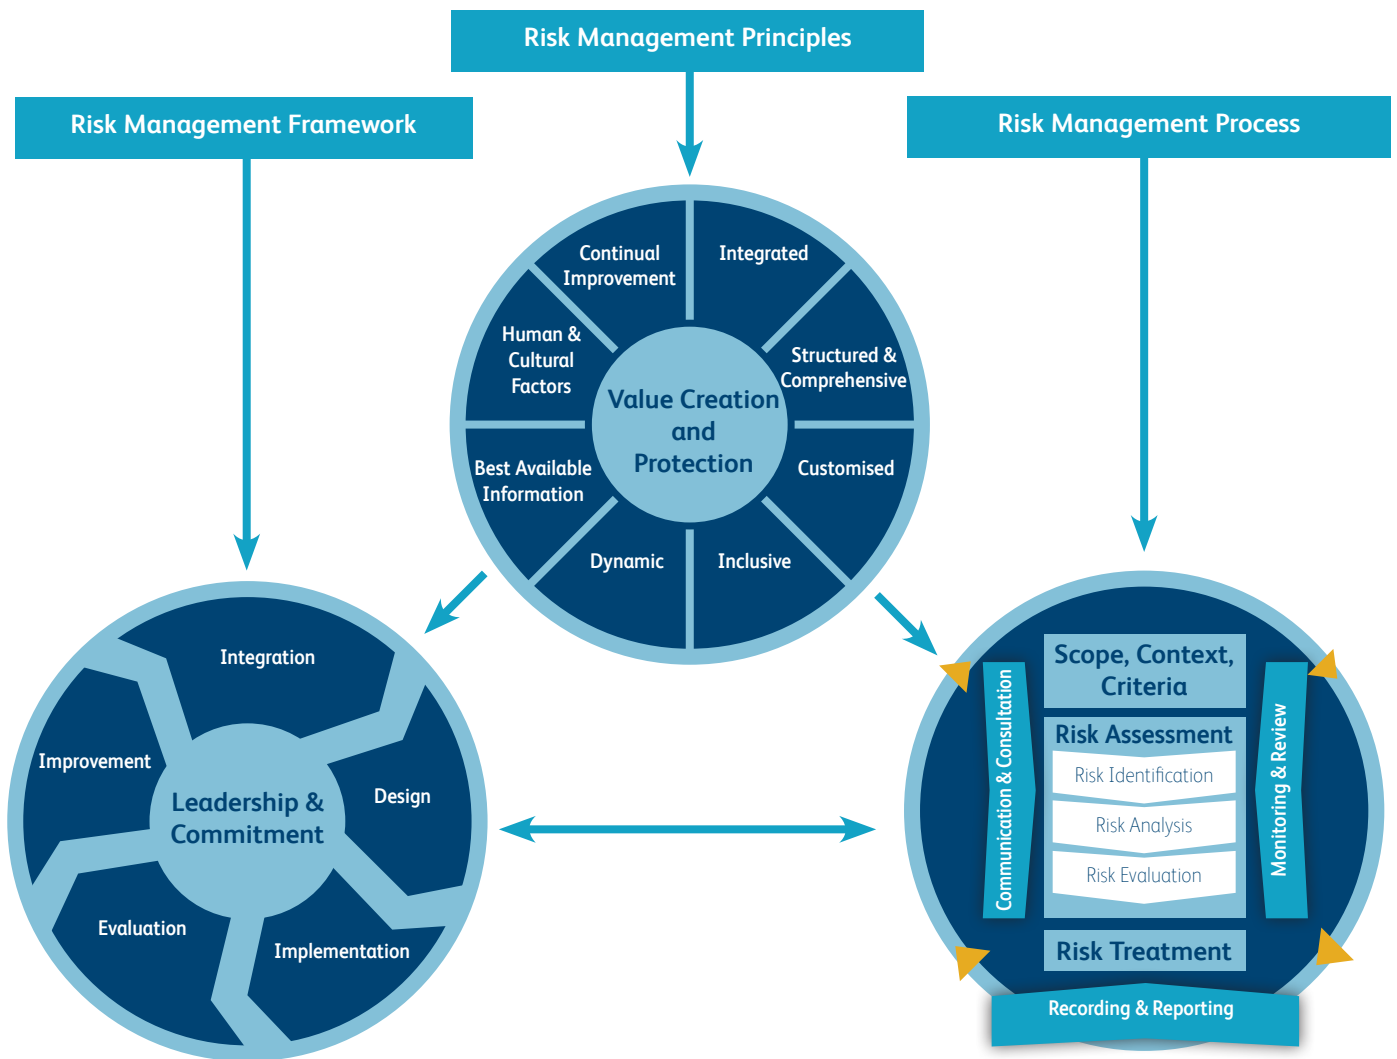 Risk Management Principles
Risk Management Framework
Risk Management Process
Continual
Improvement
Integrated
Human &
Cultural
Factors
Structured &
Comprehensive
Value Creation
and
Protection
Best Available
Information
Customised
Dynamic
Inclusive
Integration
Improvement
Design
Leadership &
Commitment
Evaluation
Implementation
Scope, Context,
Criteria
Communication & Consultation
Risk Assessment
Risk Identification
Risk Analysis
Risk Evaluation
Monitoring & Review
Risk Treatment
Recording & Reporting